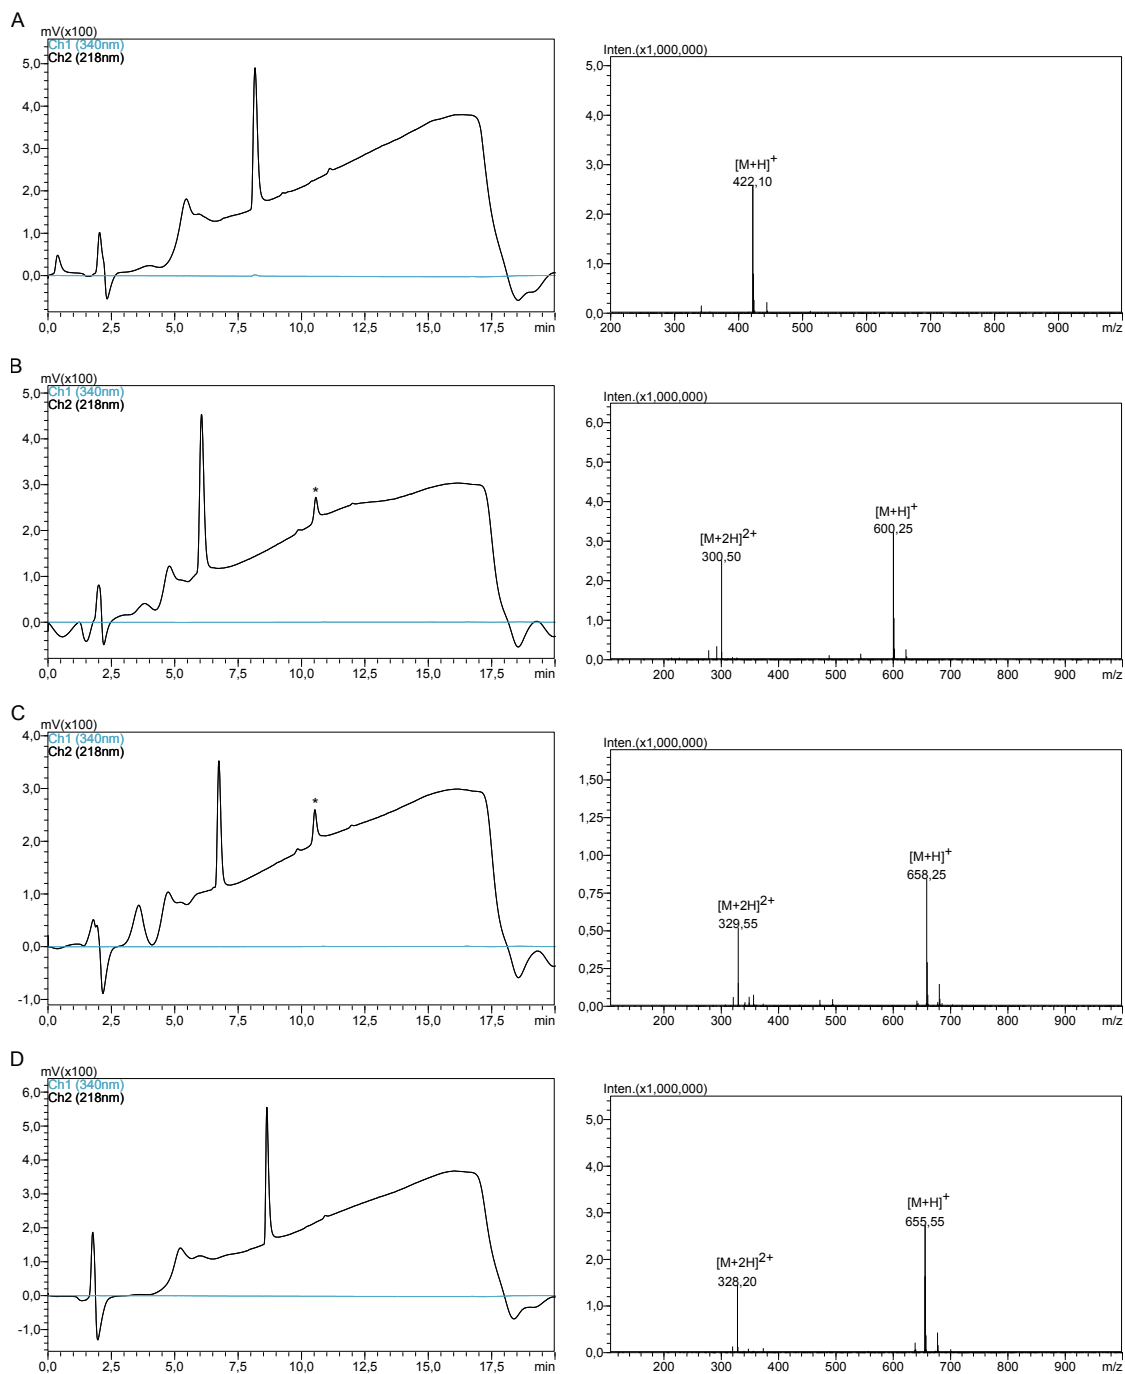 A
mV(x100)
Ch1 (340nm)
Ch2 (218nm)
5,0
4,0
3,0
2,0
1,0
0,0
0,0 2,5 5,0 7,5 10,0 12,5 15,0 17,5 min
Inten.(x1,000,000)
5,0
4,0
3,0
2,0
1,0
0,0
[M+H]+
422,10
200 300 400 500 600 700 800 900 m/z
B
mV(x100)
Ch1 (340nm)
Ch2 (218nm)
5,0
4,0
3,0
2,0
1,0
0,0
*
0,0 2,5 5,0 7,5 10,0 12,5 15,0 17,5 min
Inten.(x1,000,000)
6,0
5,0
4,0
3,0
2,0
1,0
0,0
[M+H]+
600,25
[M+2H]2+
300,50
200 300 400 500 600 700 800 900 m/z
C
mV(x100)
Ch1 (340nm)
Ch2 (218nm)
4,0
3,0
2,0
1,0
0,0
-1,0
*
0,0 2,5 5,0 7,5 10,0 12,5 15,0 17,5 min
Inten.(x1,000,000)
1,50
1,25
1,00
0,75
0,50
0,25
0,00
[M+H]+
658,25
[M+2H]2+
329,55
200 300 400 500 600 700 800 900 m/z
D
mV(x100)
Ch1 (340nm)
Ch2 (218nm)
6,0
5,0
4,0
3,0
2,0
1,0
0,0
-1,0
0,0 2,5 5,0 7,5 10,0 12,5 15,0 17,5 min
Inten.(x1,000,000)
5,0
4,0
3,0
2,0
1,0
0,0
[M+H]+
655,55
[M+2H]2+
328,20
200 300 400 500 600 700 800 900 m/z